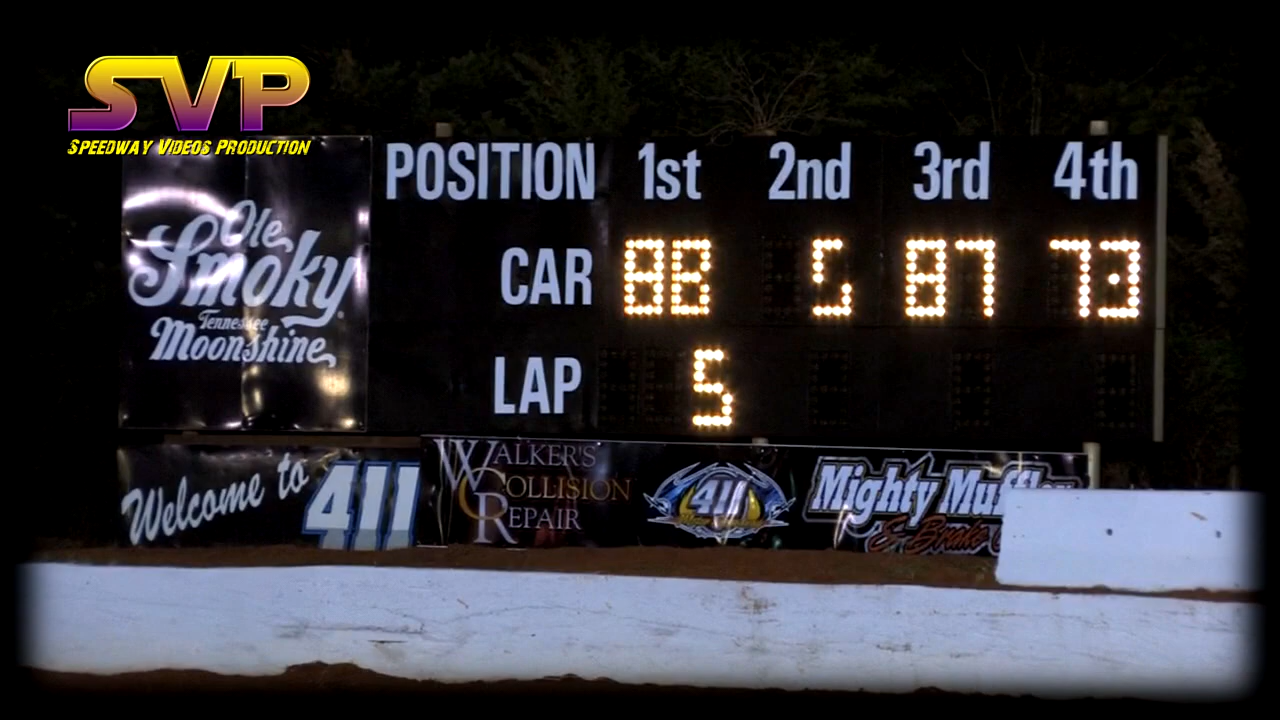 SVP
SPEEDWAY VIDEOS PRODUCTION
POSITION 1st 2nd 3rd 4th
CAR 88 5 87 73
LAP 5
Ole
Smoky
Tennessee
Moonshine
Welcome to 411
WALKER'S
COLLISION
REPAIR
411
Mighty Muffler
& Brake